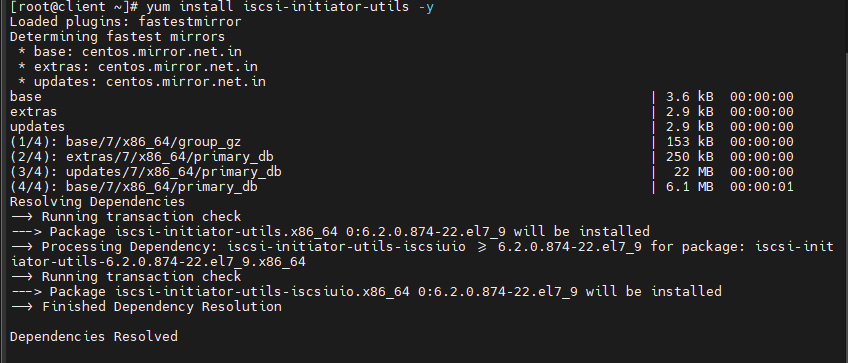 [root@client ~]# yum install iscsi-initiator-utils -y
Loaded plugins: fastestmirror
Determining fastest mirrors
 * base: centos.mirror.net.in
 * extras: centos.mirror.net.in
 * updates: centos.mirror.net.in
base | 3.6 kB 00:00:00
extras | 2.9 kB 00:00:00
updates | 2.9 kB 00:00:00
(1/4): base/7/x86_64/group_gz | 153 kB 00:00:00
(2/4): extras/7/x86_64/primary_db | 250 kB 00:00:00
(3/4): updates/7/x86_64/primary_db | 22 MB 00:00:00
(4/4): base/7/x86_64/primary_db | 6.1 MB 00:00:01
Resolving Dependencies
--> Running transaction check
---> Package iscsi-initiator-utils.x86_64 0:6.2.0.874-22.el7_9 will be installed
--> Processing Dependency: iscsi-initiator-utils-iscsiuio >= 6.2.0.874-22.el7_9 for package: iscsi-init
iator-utils-6.2.0.874-22.el7_9.x86_64
--> Running transaction check
---> Package iscsi-initiator-utils-iscsiuio.x86_64 0:6.2.0.874-22.el7_9 will be installed
--> Finished Dependency Resolution
Dependencies Resolved